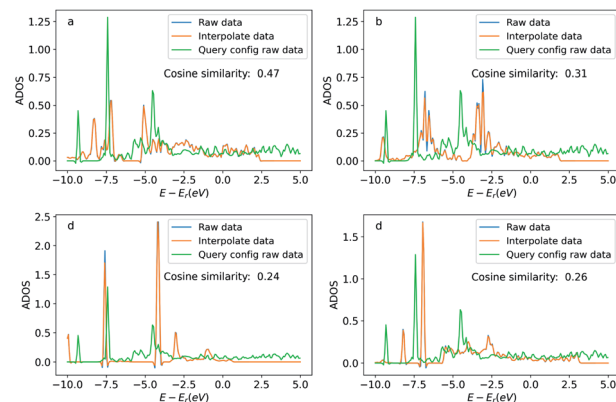 a
Raw data
Interpolate data
Query config raw data
Cosine similarity: 0.47
ADOS
1.25
1.00
0.75
0.50
0.25
0.00
−10.0 −7.5 −5.0 −2.5 0.0 2.5 5.0
E − Ef(eV)
b
Raw data
Interpolate data
Query config raw data
Cosine similarity: 0.31
ADOS
1.25
1.00
0.75
0.50
0.25
0.00
−10.0 −7.5 −5.0 −2.5 0.0 2.5 5.0
E − Ef(eV)
d
Raw data
Interpolate data
Query config raw data
Cosine similarity: 0.24
ADOS
2.5
2.0
1.5
1.0
0.5
0.0
−10.0 −7.5 −5.0 −2.5 0.0 2.5 5.0
E − Ef(eV)
d
Raw data
Interpolate data
Query config raw data
Cosine similarity: 0.26
ADOS
1.5
1.0
0.5
0.0
−10.0 −7.5 −5.0 −2.5 0.0 2.5 5.0
E − Ef(eV)